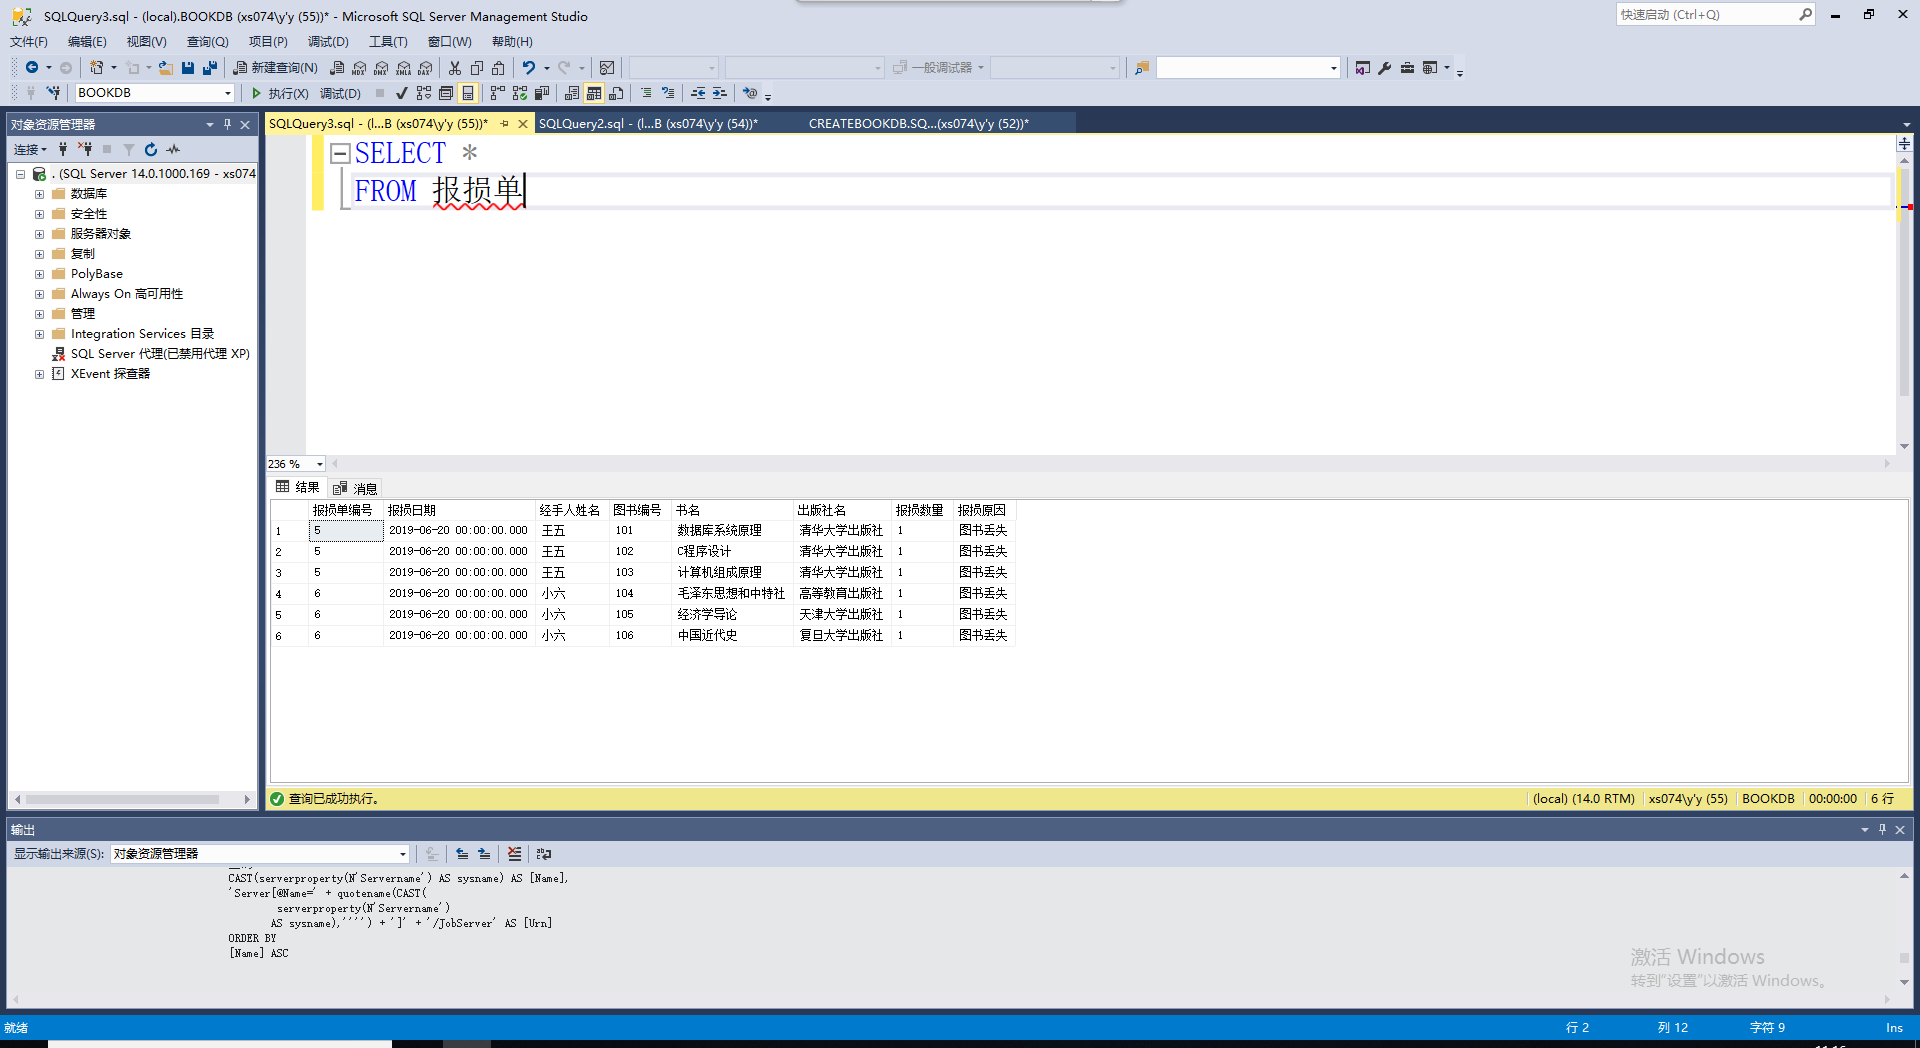 SQLQuery3.sql - (local).BOOKDB (xs074\y'y (55))* - Microsoft SQL Server Management Studio
快速启动 (Ctrl+Q)
文件(F) 编辑(E) 视图(V) 查询(Q) 项目(P) 调试(D) 工具(T) 窗口(W) 帮助(H)
新建查询(N) MDX DMX XMLA DAX 一般调试器
BOOKDB 执行(X) 调试(D)
对象资源管理器
SQLQuery3.sql - (l...B (xs074\y'y (55))* SQLQuery2.sql - (l...B (xs074\y'y (54))* CREATEBOOKDB.SQ...(xs074\y'y (52))*
连接
. (SQL Server 14.0.1000.169 - xs074
数据库
安全性
服务器对象
复制
PolyBase
Always On 高可用性
管理
Integration Services 目录
SQL Server 代理(已禁用代理 XP)
XEvent 探查器
SELECT *
FROM 报损单
236 %
结果 消息
报损单编号 报损日期 经手人姓名 图书编号 书名 出版社名 报损数量 报损原因
1 5 2019-06-20 00:00:00.000 王五 101 数据库系统原理 清华大学出版社 1 图书丢失
2 5 2019-06-20 00:00:00.000 王五 102 C程序设计 清华大学出版社 1 图书丢失
3 5 2019-06-20 00:00:00.000 王五 103 计算机组成原理 清华大学出版社 1 图书丢失
4 6 2019-06-20 00:00:00.000 小六 104 毛泽东思想和中特社 高等教育出版社 1 图书丢失
5 6 2019-06-20 00:00:00.000 小六 105 经济学导论 天津大学出版社 1 图书丢失
6 6 2019-06-20 00:00:00.000 小六 106 中国近代史 复旦大学出版社 1 图书丢失
查询已成功执行。 (local) (14.0 RTM) xs074\y'y (55) BOOKDB 00:00:00 6 行
输出
显示输出来源(S): 对象资源管理器
CAST(serverproperty(N'Servername') AS sysname) AS [Name],
'Server[@Name=' + quotename(CAST(
serverproperty(N'Servername')
AS sysname),'''') + ']' + '/JobServer' AS [Urn]
ORDER BY
[Name] ASC
激活 Windows
转到"设置"以激活 Windows。
就绪 行 2 列 12 字符 9 Ins